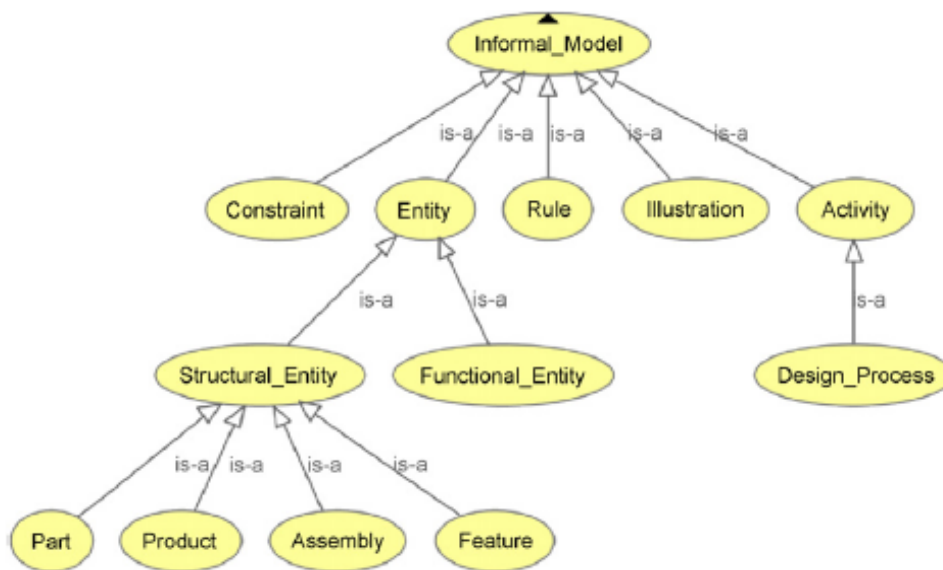 Informal_Model
is-a is-a is-a is-a is-a
Constraint Entity Rule Illustration Activity
is-a is-a s-a
Structural_Entity Functional_Entity Design_Process
is-a is-a is-a is-a
Part Product Assembly Feature